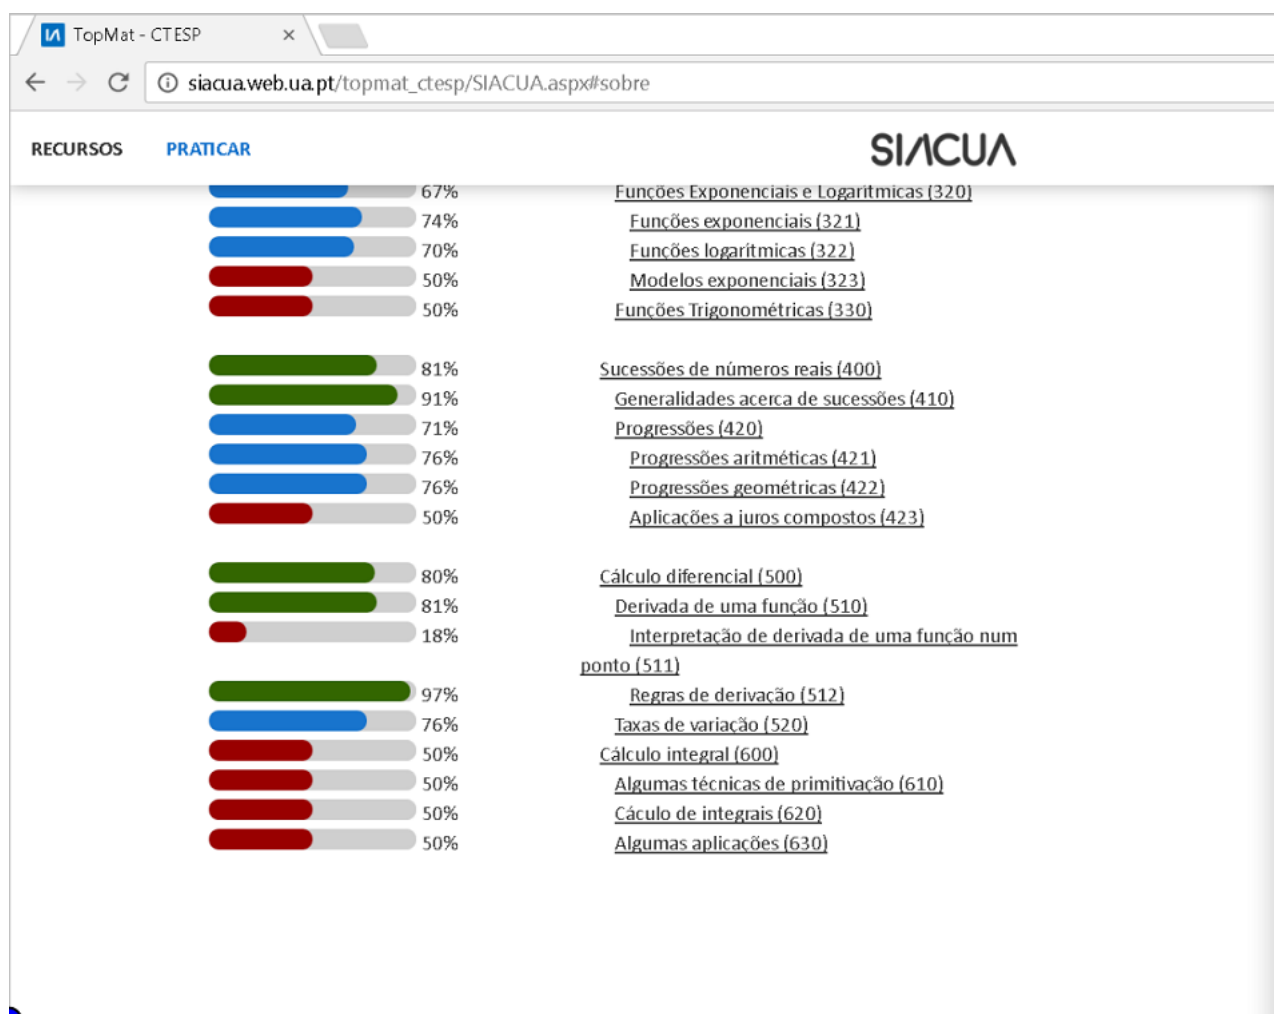 TopMat - CTESP
siacua.web.ua.pt/topmat_ctesp/SIACUA.aspx#sobre
RECURSOS PRATICAR SIACUA
67% Funções Exponenciais e Logarítmicas (320)
74% Funções exponenciais (321)
70% Funções logarítmicas (322)
50% Modelos exponenciais (323)
50% Funções Trigonométricas (330)
81% Sucessões de números reais (400)
91% Generalidades acerca de sucessões (410)
71% Progressões (420)
76% Progressões aritméticas (421)
76% Progressões geométricas (422)
50% Aplicações a juros compostos (423)
80% Cálculo diferencial (500)
81% Derivada de uma função (510)
18% Interpretação de derivada de uma função num
ponto (511)
97% Regras de derivação (512)
76% Taxas de variação (520)
50% Cálculo integral (600)
50% Algumas técnicas de primitivação (610)
50% Cáculo de integrais (620)
50% Algumas aplicações (630)